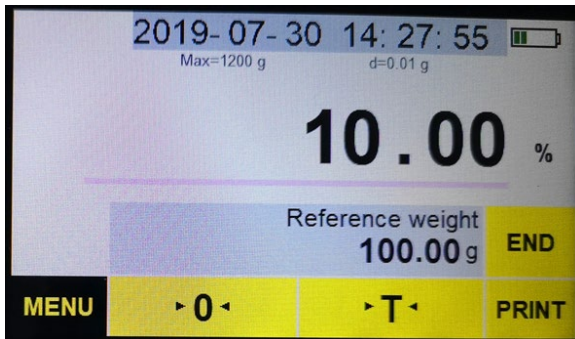 2019-07-30 14:27:55
Max=1200 g d=0.01 g
10.00 %
Reference weight
100.00 g END
MENU ►0◄ ►T◄ PRINT